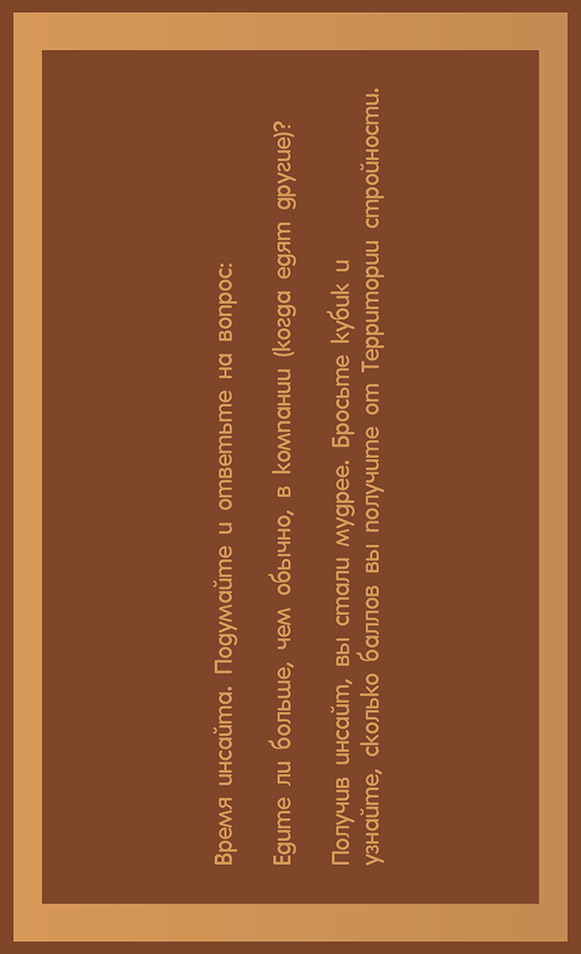 Время инсайта. Подумайте и ответьте на вопрос:
Едите ли больше, чем обычно, в компании (когда едят другие)?
Получив инсайт, вы стали мудрее. Бросьте кубик и
узнайте, сколько баллов вы получите от Территории стройности.